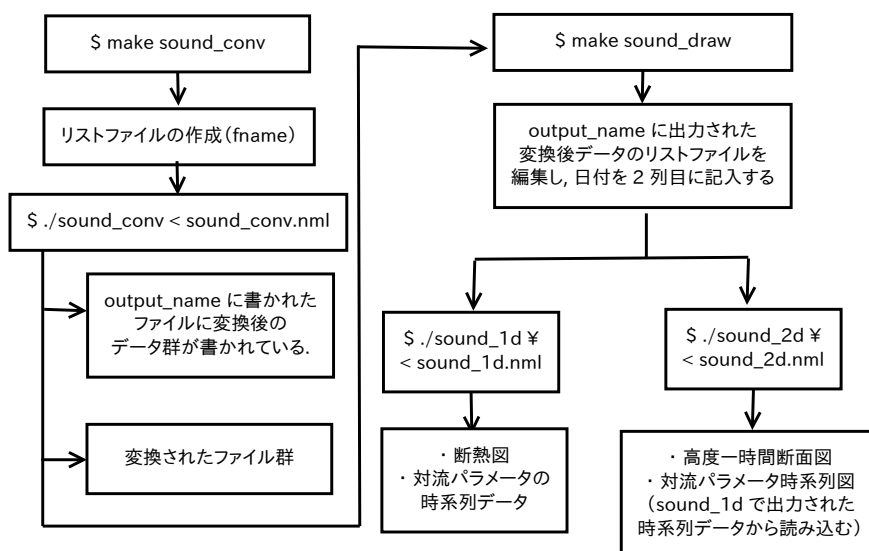 $ make sound_conv
リストファイルの作成(fname)
$ ./sound_conv < sound_conv.nml
output_name に書かれた
ファイルに変換後の
データ群が書かれている.
変換されたファイル群
$ make sound_draw
output_name に出力された
変換後データのリストファイルを
編集し, 日付を 2 列目に記入する
$ ./sound_1d ¥
< sound_1d.nml
・断熱図
・対流パラメータの
時系列データ
$ ./sound_2d ¥
< sound_2d.nml
・高度ー時間断面図
・対流パラメータ時系列図
(sound_1d で出力された
時系列データから読み込む)